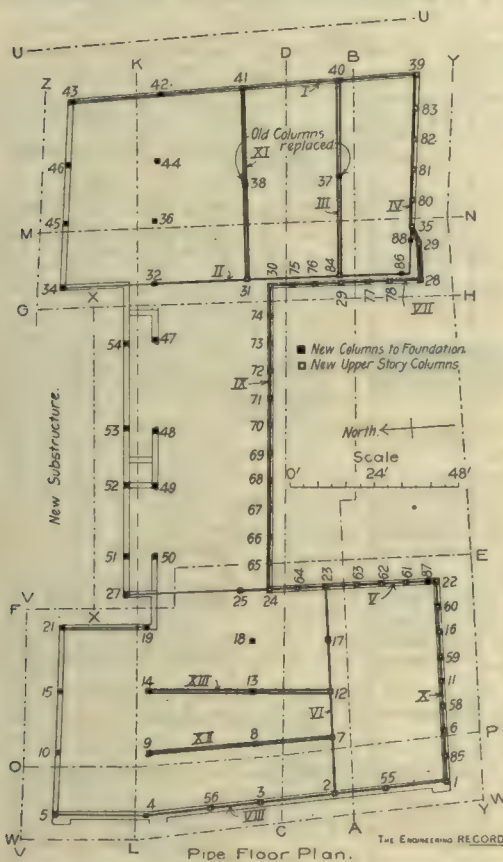 U U
K D B
43 42 41 40 39 Y
Z I
83
Old Columns replaced
82
46 44 XI 38 37 81
III IV 80
45 36 35 N
M 88 29
II 30 75 76 84 86 28
34 32 31 29 77 78 H
G X VII
74
54 47 New Columns to Foundation.
New Upper Story Columns
IX 72
71
New Substructure.
53 48 70 North.
69 Scale
0' 24' 48'
52 49 68
67
66
51 50 65 E
27 25 24 64 23 63 62 61 87 22
F X V
21 19 60
18 17 16
59
XIII
15 14 13 12 11
X
VI 58
XII
9 8 7 6
10 P
O 85
56 3 2 55 1
5 4 VIII W
W
V L C A
THE ENGINEERING RECORD
Pipe Floor Plan.